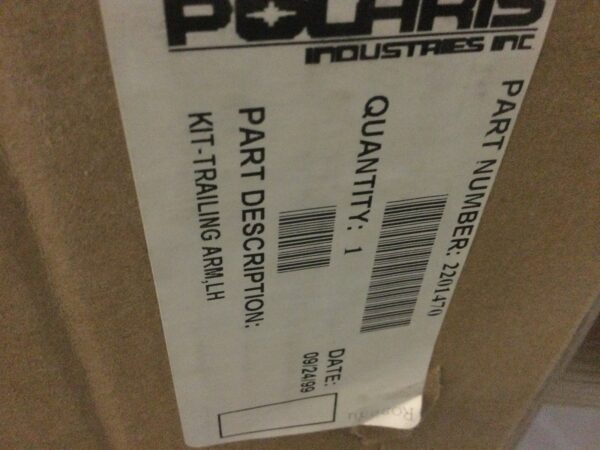 POLARIS
INDUSTRIES INC.
PART NUMBER: 2201470
QUANTITY: 1
PART DESCRIPTION:
KIT-TRAILING ARM,LH
DATE:
09/24/99